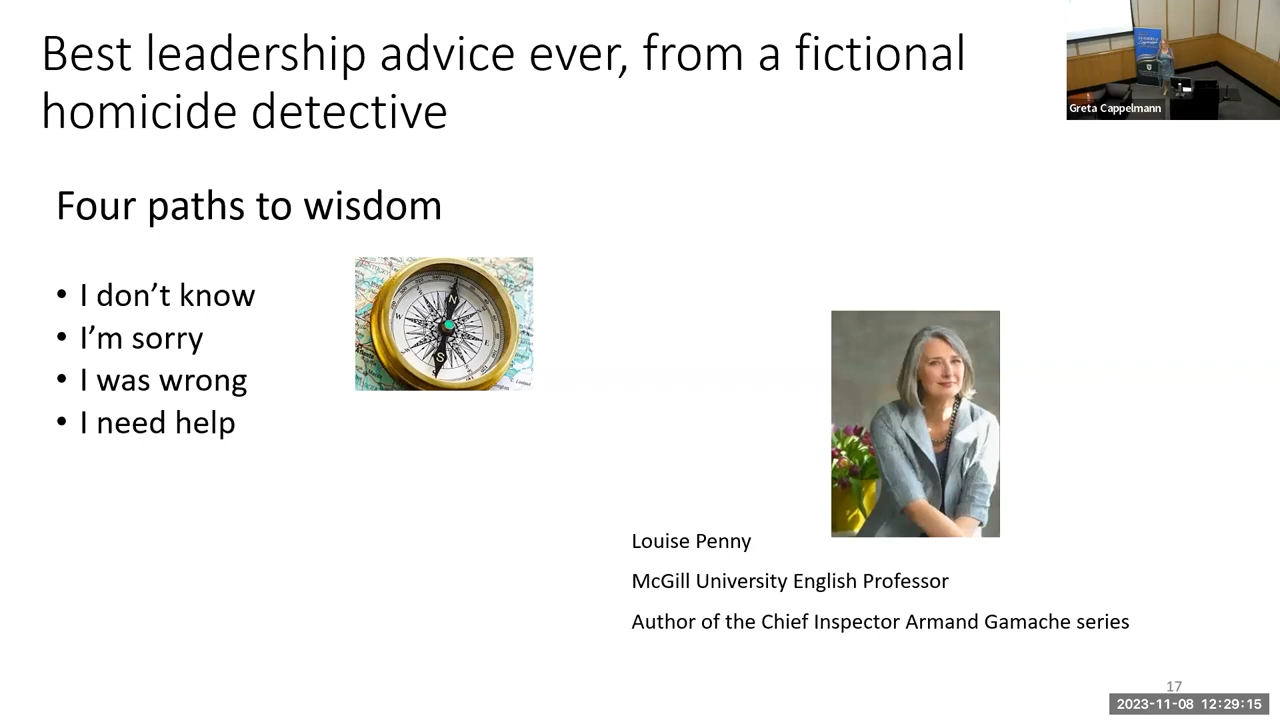 Best leadership advice ever, from a fictional
homicide detective
Greta Cappelmann
Four paths to wisdom
• I don’t know
• I’m sorry
• I was wrong
• I need help
N
W
E
S
Louise Penny
McGill University English Professor
Author of the Chief Inspector Armand Gamache series
17
2023-11-08 12:29:15